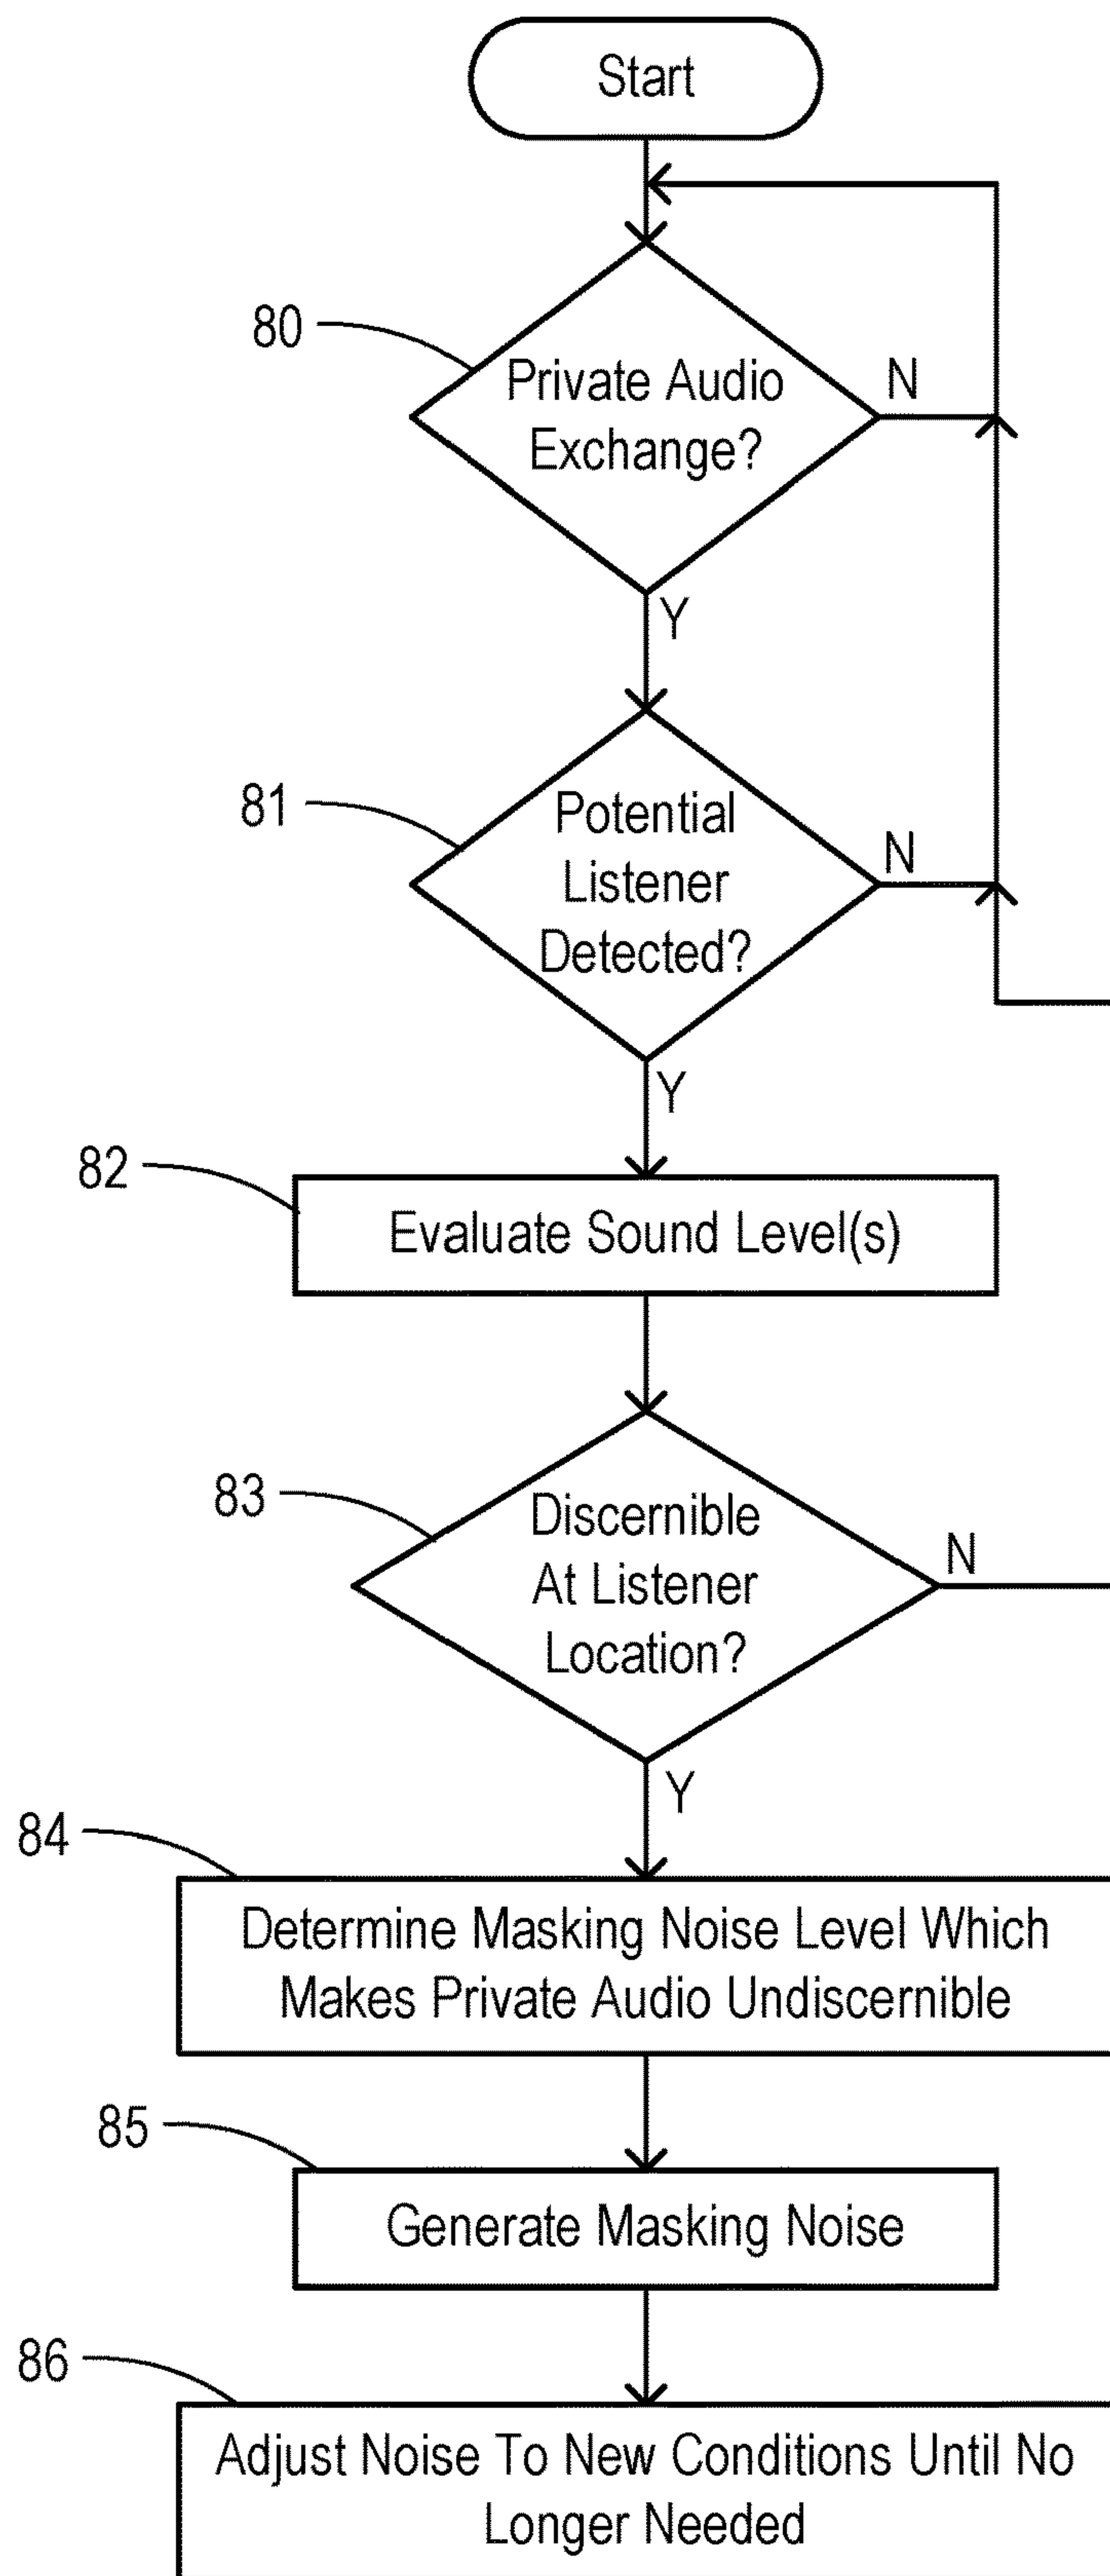 Start
80
Private Audio
Exchange?
N
Y
81
Potential
Listener
Detected?
N
Y
82
Evaluate Sound Level(s)
83
Discernible
At Listener
Location?
N
Y
84
Determine Masking Noise Level Which
Makes Private Audio Undiscernible
85
Generate Masking Noise
86
Adjust Noise To New Conditions Until No
Longer Needed